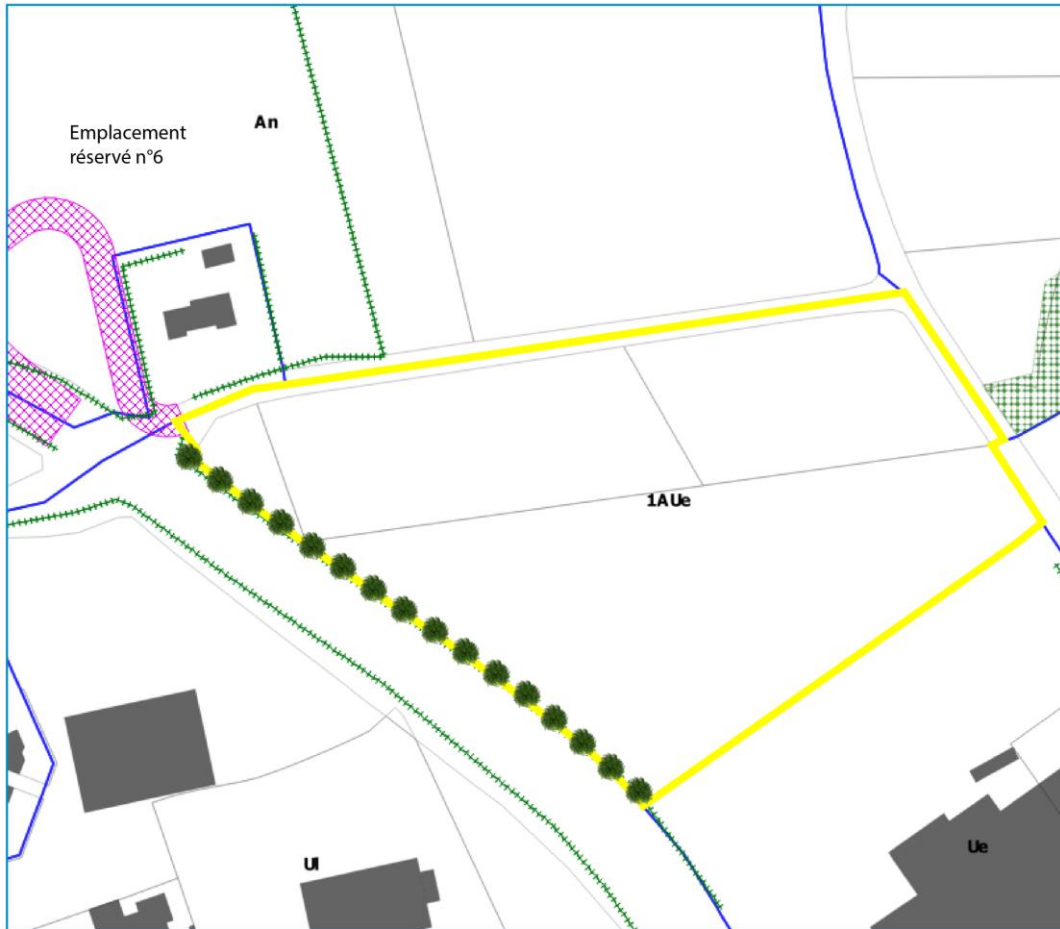 An
Emplacement
réservé n°6
1AUe
Ul
Ue